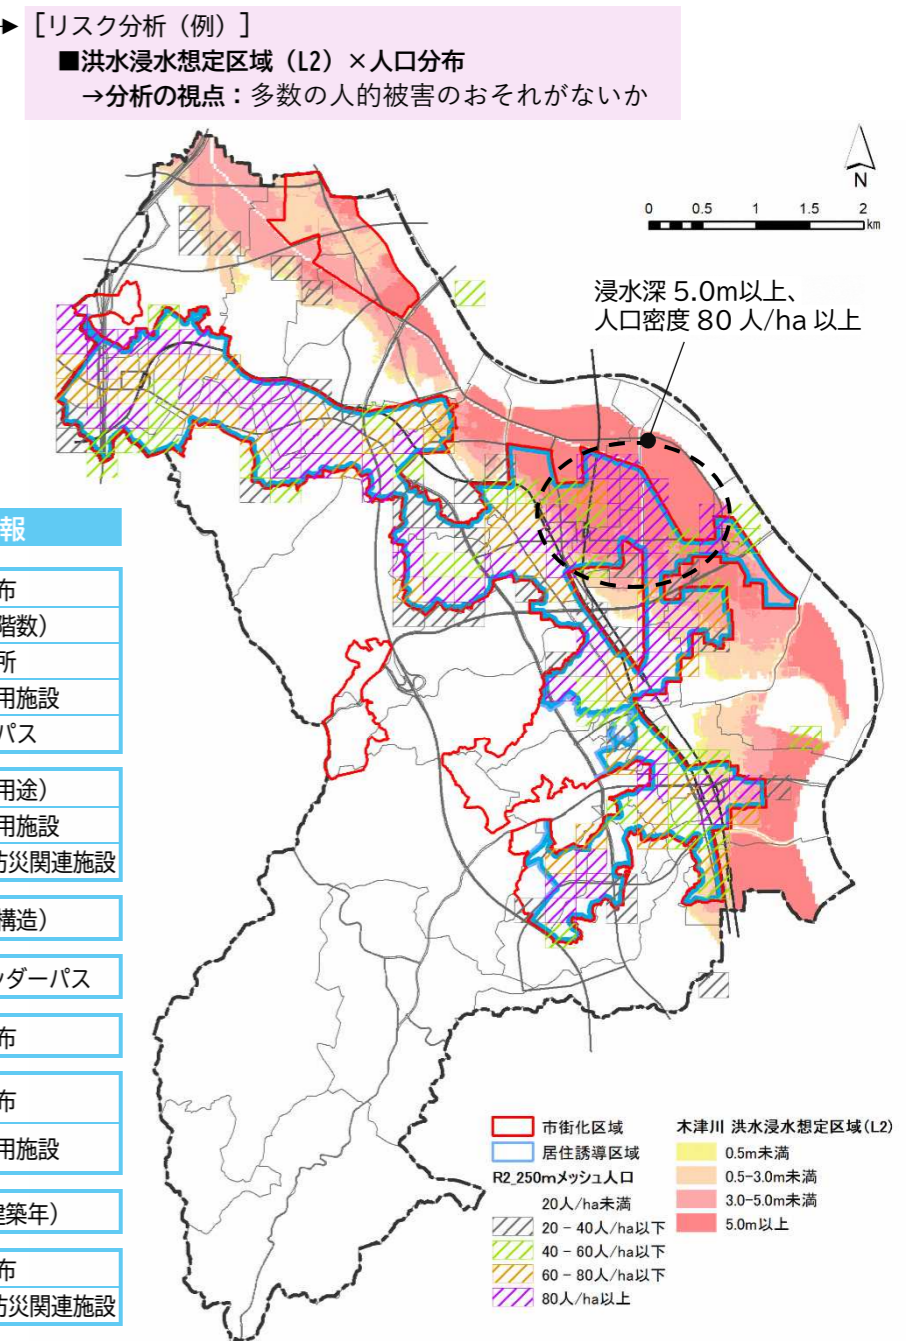 ［リスク分析（例）］
■洪水浸水想定区域（L2）×人口分布
→分析の視点：多数の人的被害のおそれがないか
N
0 0.5 1 1.5 2
km
浸水深 5.0m以上、
人口密度 80 人/ha 以上
報
布
階数）
所
用施設
パス
用途）
用施設
防災関連施設
構造）
ンダーパス
布
布
用施設
建築年）
布
防災関連施設
市街化区域
居住誘導区域
R2_250mメッシュ人口
20人/ha未満
20 - 40人/ha以下
40 - 60人/ha以下
60 - 80人/ha以下
80人/ha以上
木津川 洪水浸水想定区域(L2)
0.5m未満
0.5-3.0m未満
3.0-5.0m未満
5.0m以上